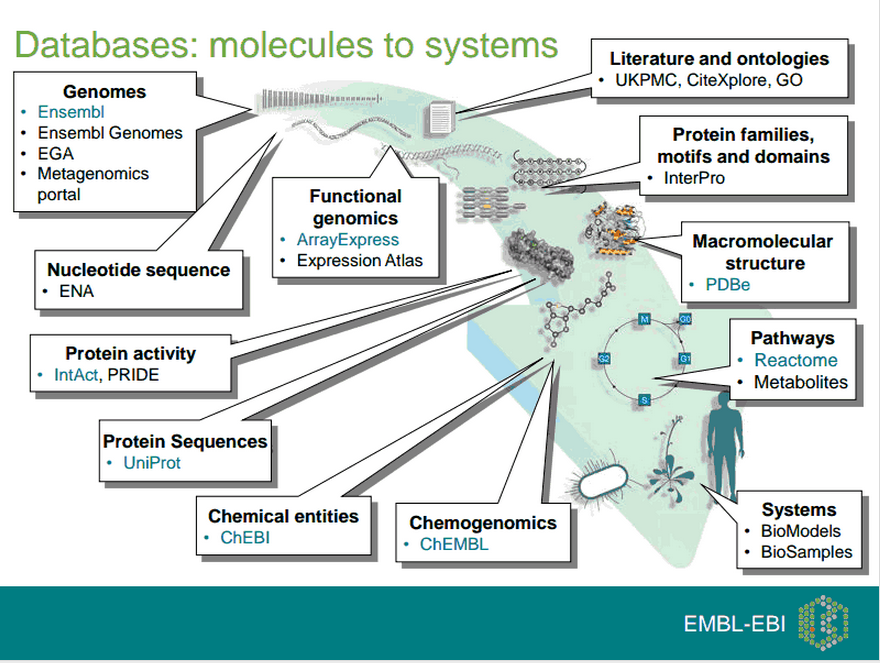 Databases: molecules to systems
Literature and ontologies
• UKPMC, CiteXplore, GO
Genomes
• Ensembl
• Ensembl Genomes
• EGA
• Metagenomics
portal
Protein families,
motifs and domains
• InterPro
Functional
genomics
• ArrayExpress
• Expression Atlas
Macromolecular
structure
• PDBe
Nucleotide sequence
• ENA
Protein activity
• IntAct, PRIDE
Pathways
• Reactome
• Metabolites
M
G0
G2
G1
S
Protein Sequences
• UniProt
Chemical entities
• ChEBI
Chemogenomics
• ChEMBL
Systems
• BioModels
• BioSamples
EMBL-EBI